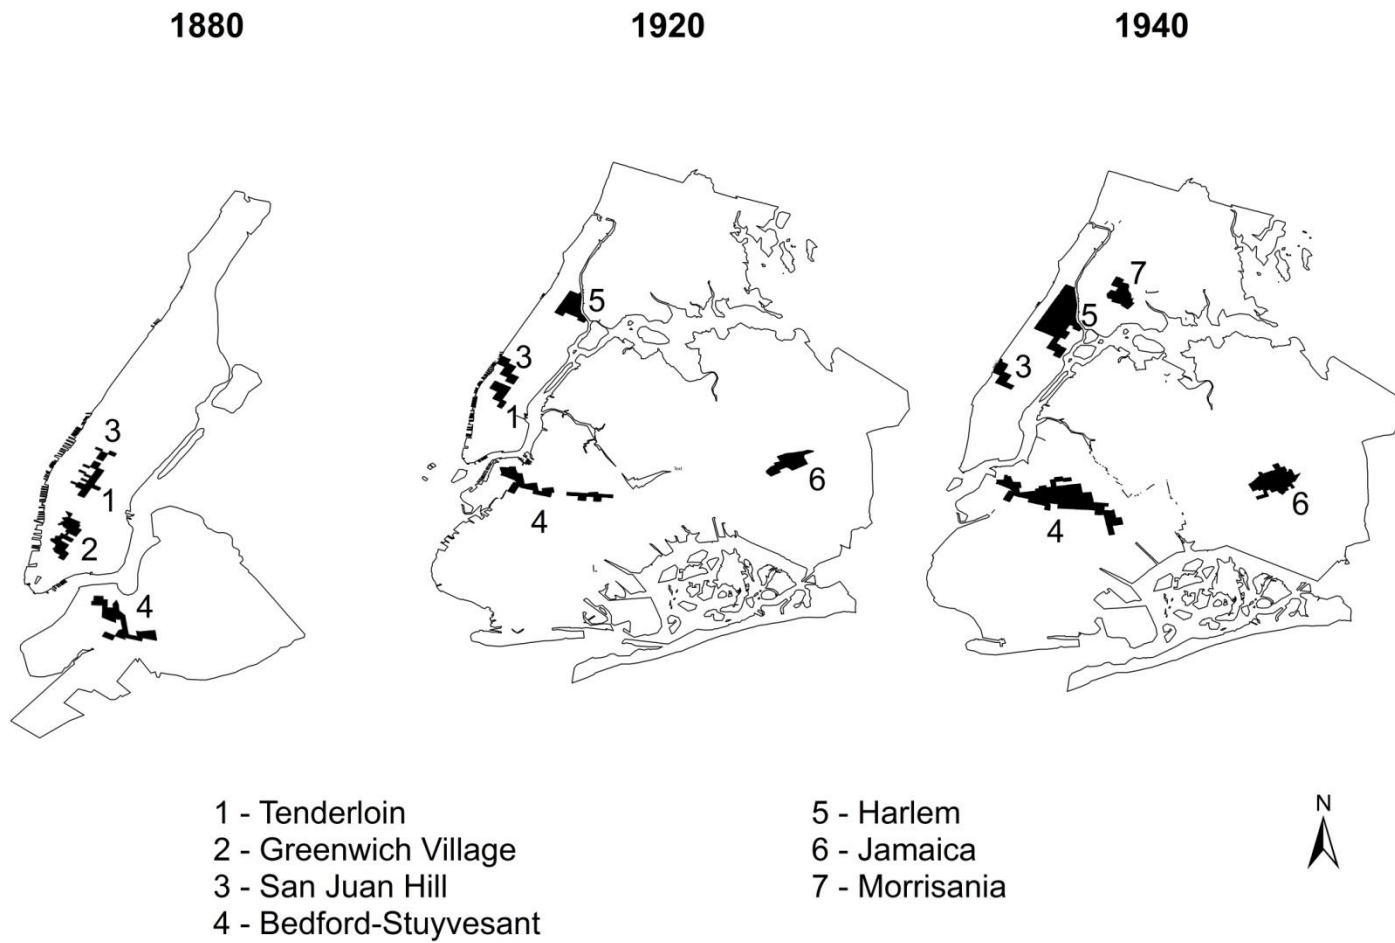 1880
1920
1940
3
1
2
4
5
3
1
Text
6
4
7
5
3
6
4
1 - Tenderloin
2 - Greenwich Village
3 - San Juan Hill
4 - Bedford-Stuyvesant
5 - Harlem
6 - Jamaica
7 - Morrisania
N